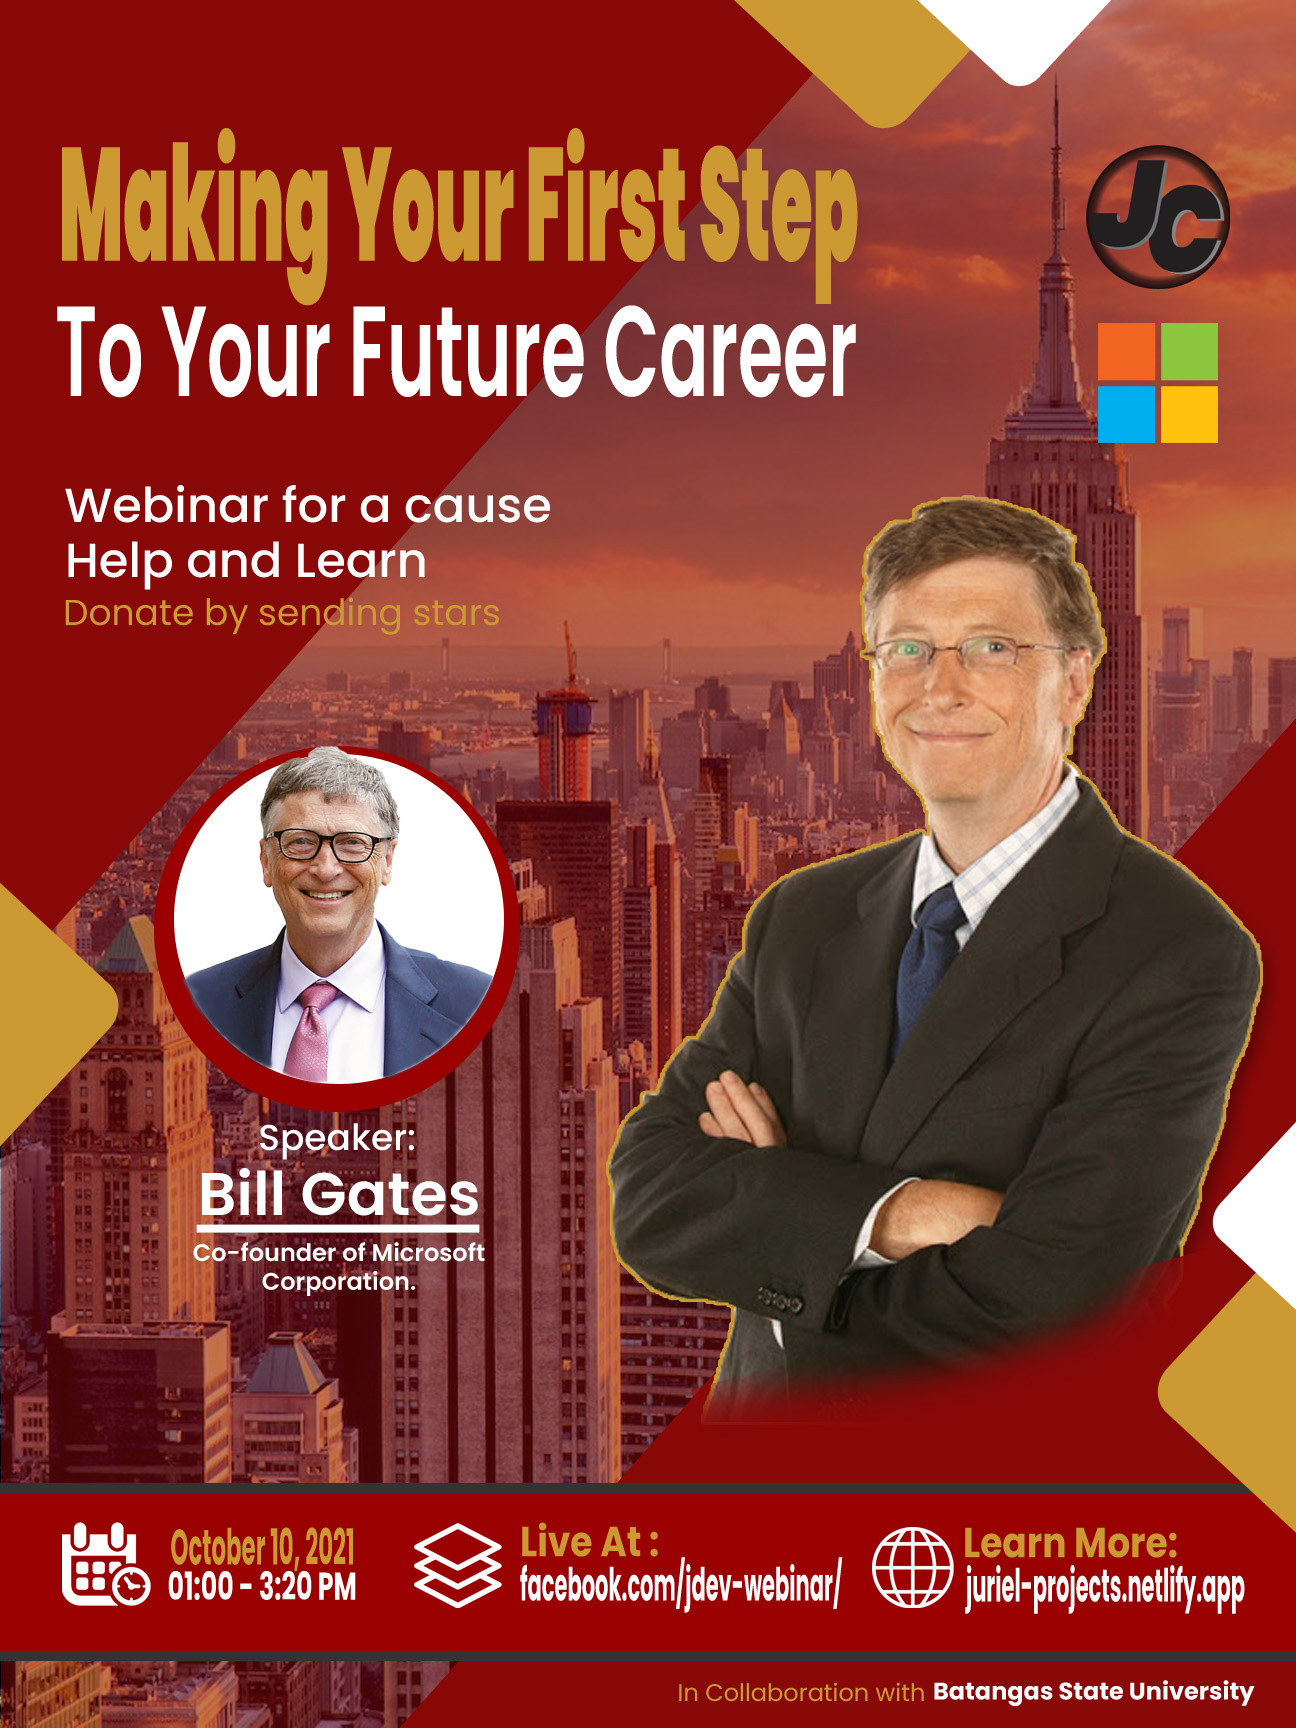 Making Your First Step
To Your Future Career
JC
Webinar for a cause
Help and Learn
Donate by sending stars
Speaker:
Bill Gates
Co-founder of Microsoft
Corporation.
October 10, 2021
01:00 - 3:20 PM
Live At :
facebook.com/jdev-webinar/
Learn More:
juriel-projects.netlify.app
In Collaboration with Batangas State University